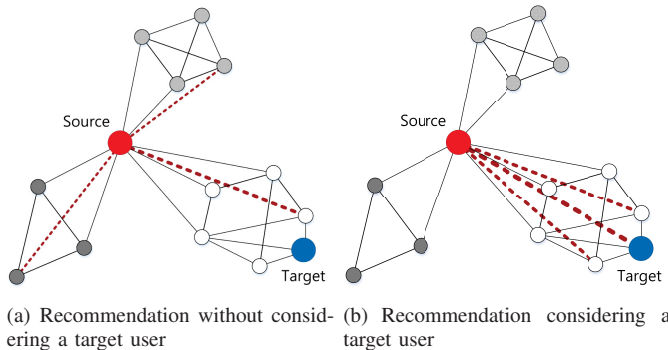 Source
Target
Source
Target
(a) Recommendation without consid-
ering a target user
(b) Recommendation considering a
target user